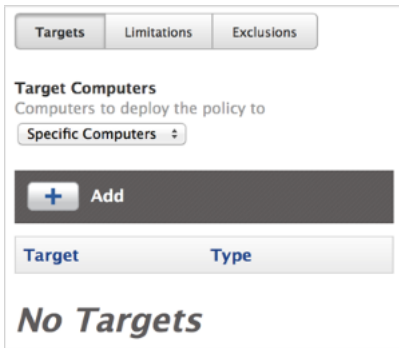 Targets Limitations Exclusions
Target Computers
Computers to deploy the policy to
Specific Computers
+ Add
Target Type
No Targets